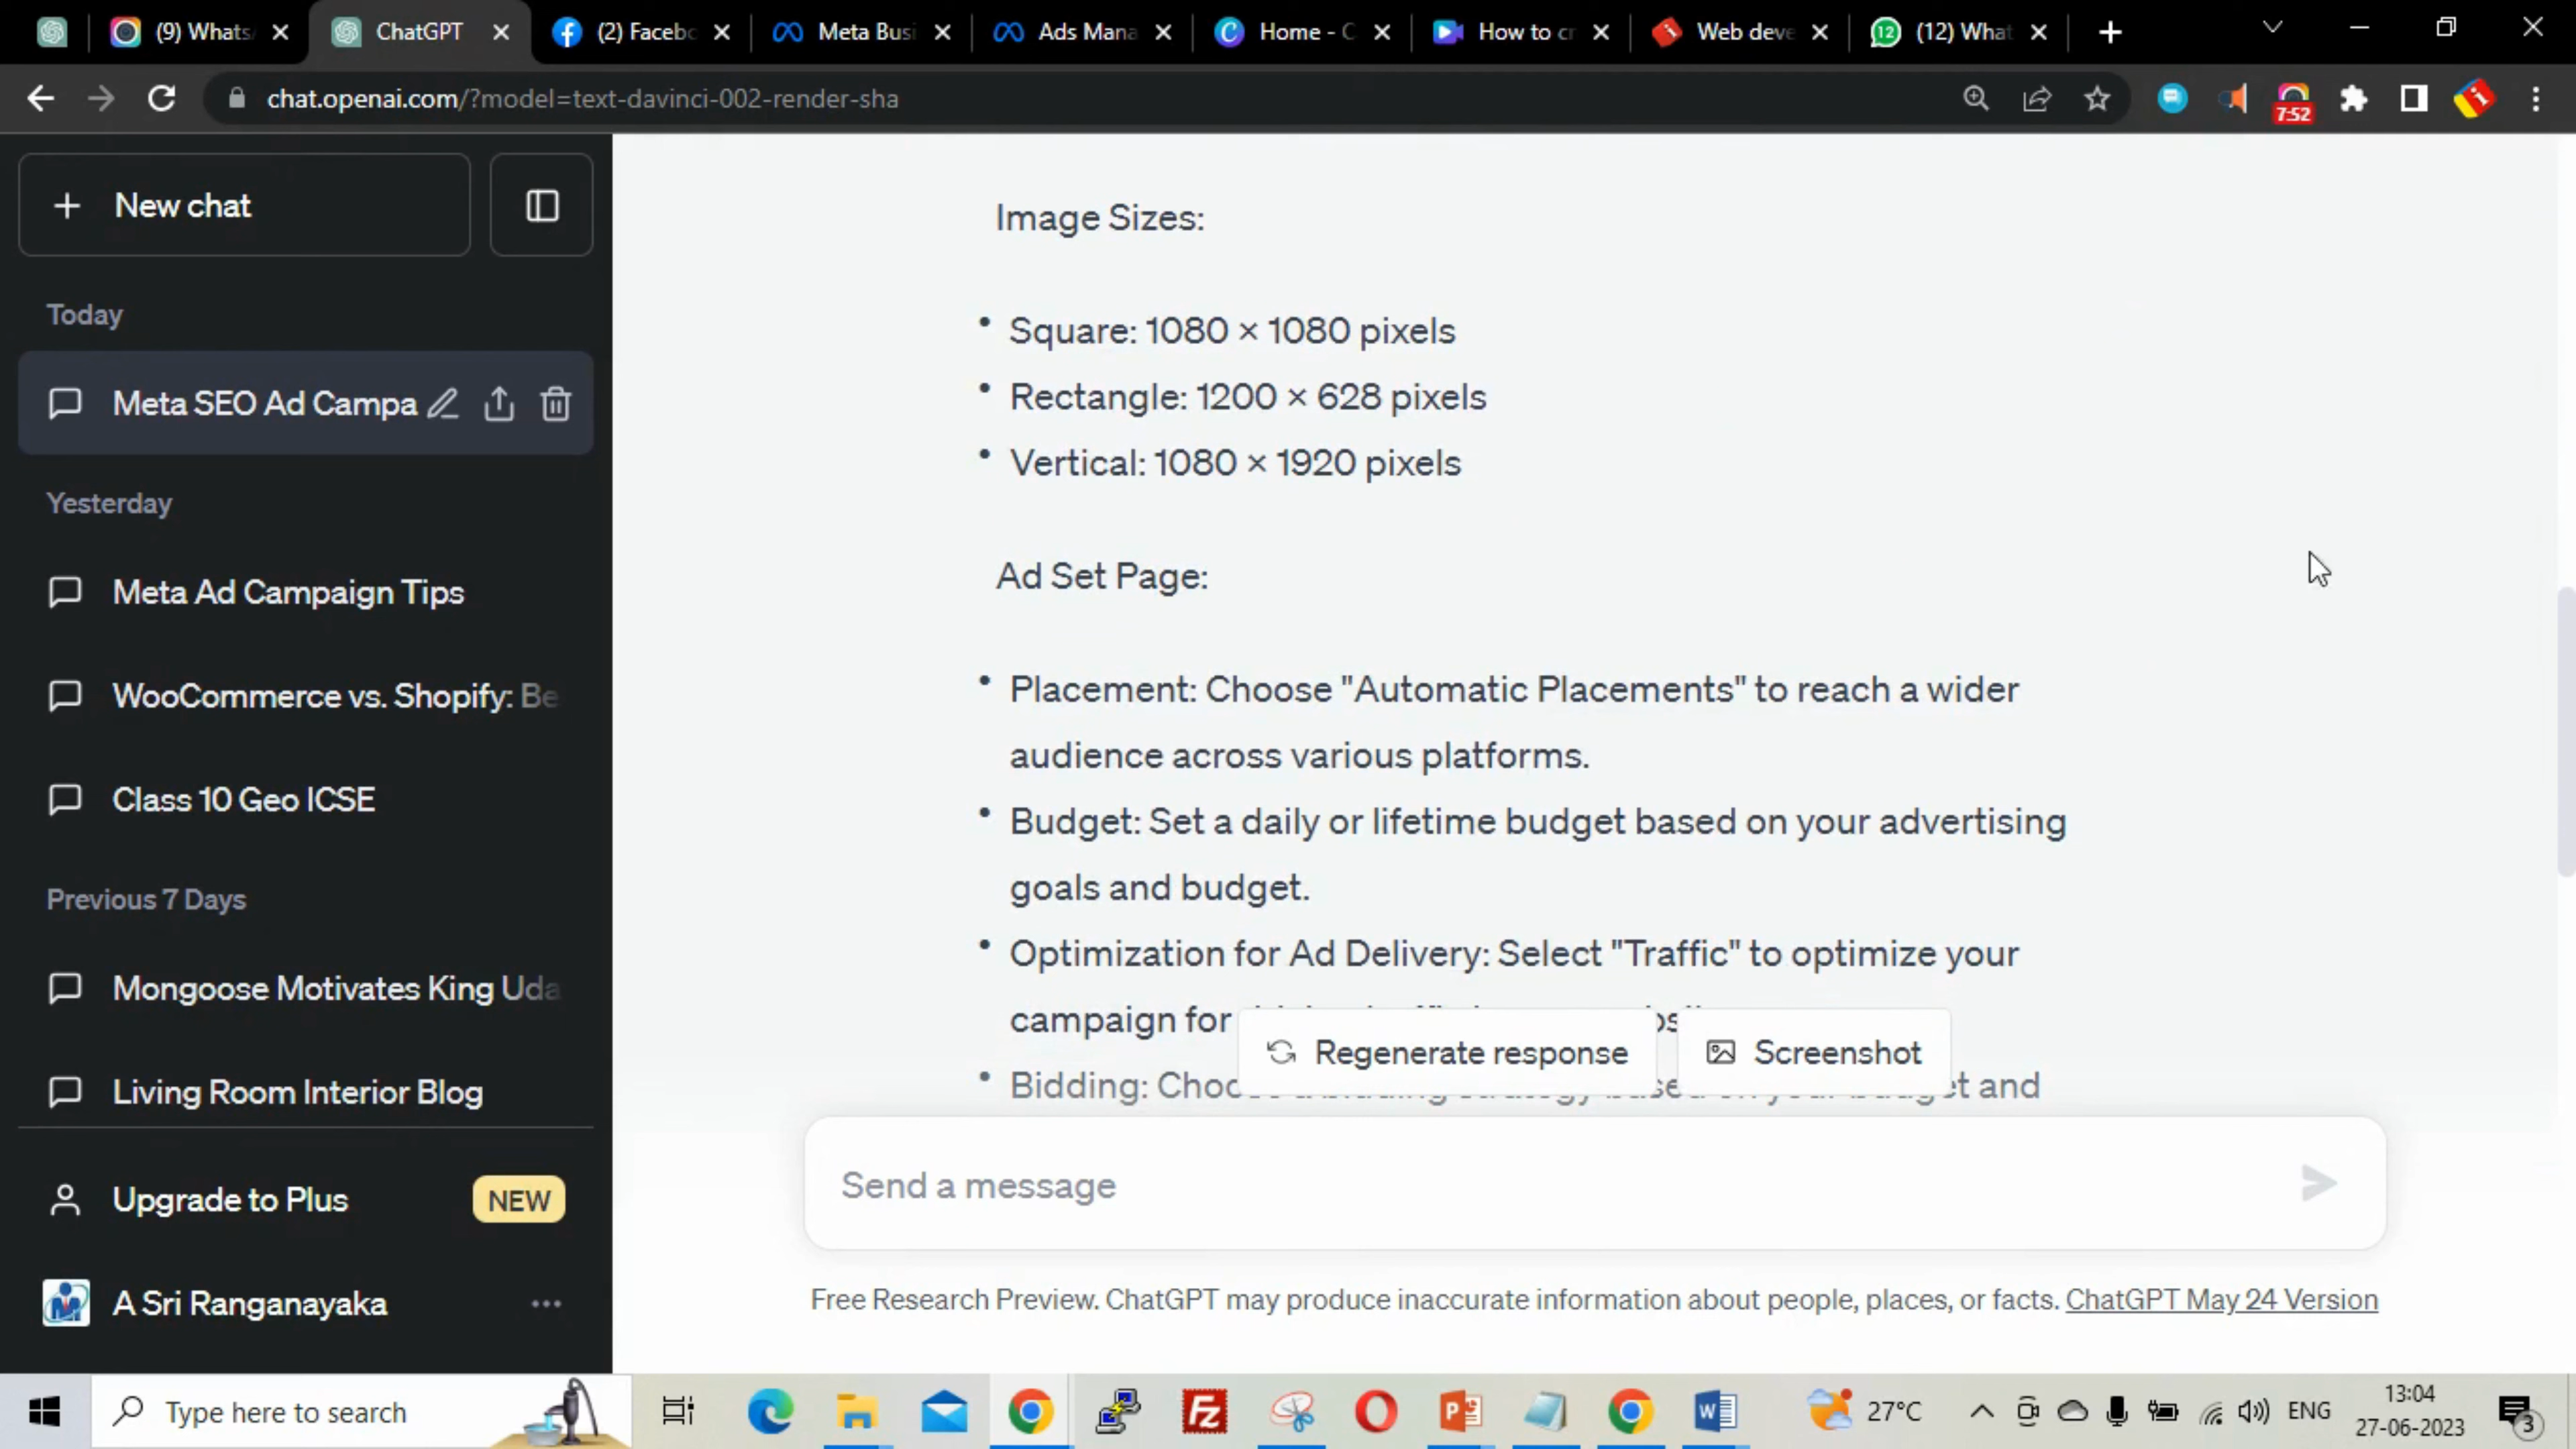 (9) Whats
ChatGPT
(2) Facebo
Meta Busi
Ads Mana
Home - C
How to cr
Web deve
12
(12) What
chat.openai.com/?model=text-davinci-002-render-sha
7:52
New chat
Today
Meta SEO Ad Campa
Yesterday
Meta Ad Campaign Tips
WooCommerce vs. Shopify: Be
Class 10 Geo ICSE
Previous 7 Days
Mongoose Motivates King Uda
Living Room Interior Blog
Upgrade to Plus NEW
A Sri Ranganayaka
Image Sizes:
• Square: 1080 × 1080 pixels
• Rectangle: 1200 × 628 pixels
• Vertical: 1080 × 1920 pixels
Ad Set Page:
• Placement: Choose "Automatic Placements" to reach a wider
audience across various platforms.
• Budget: Set a daily or lifetime budget based on your advertising
goals and budget.
• Optimization for Ad Delivery: Select "Traffic" to optimize your
campaign for
• Bidding: and
Regenerate response
Screenshot
Send a message
Free Research Preview. ChatGPT may produce inaccurate information about people, places, or facts. ChatGPT May 24 Version
Type here to search
27°C
ENG
13:04
27-06-2023
3